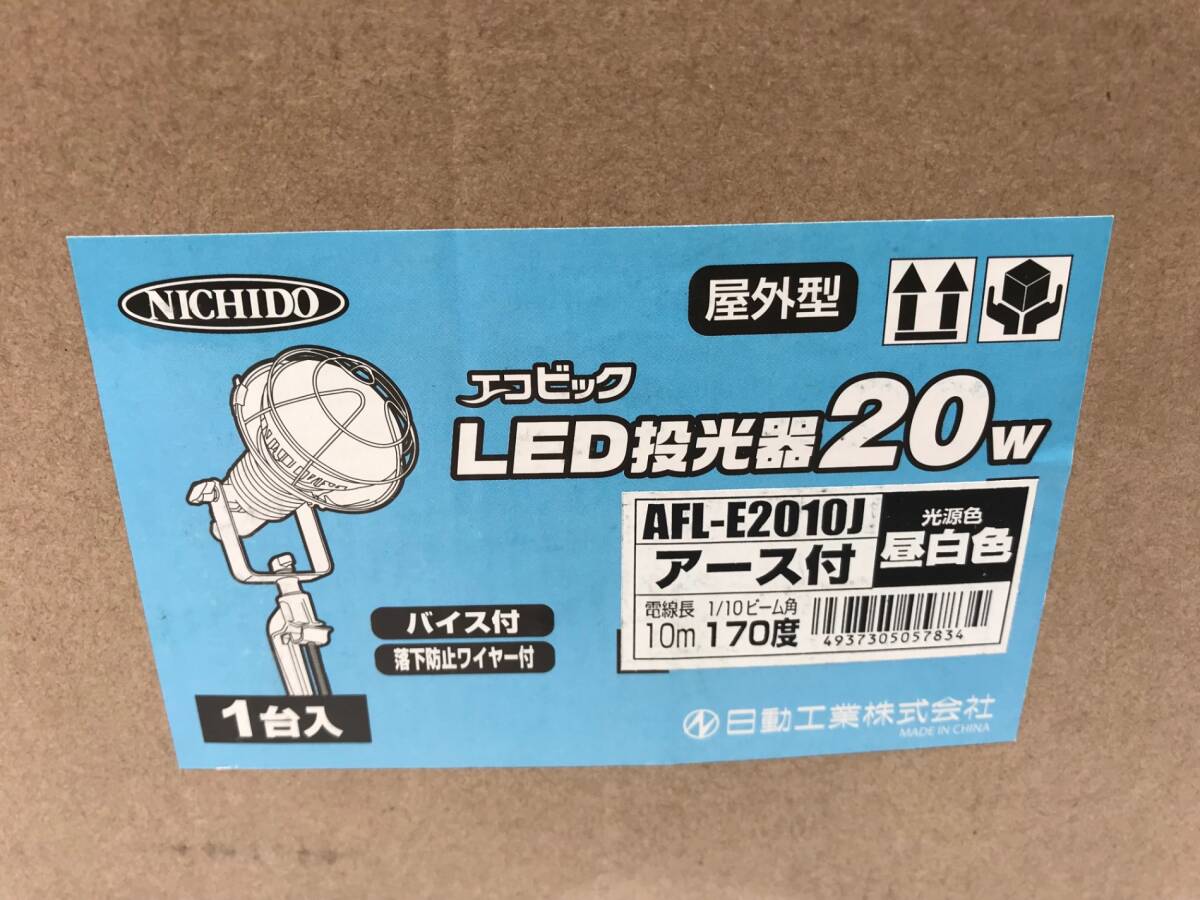 NICHIDO
屋外型
エコビック
LED投光器20W
AFL-E2010J
アース付
光源色
昼白色
電線長 1/10ビーム角
10m 170度
4937305057834
バイス付
落下防止ワイヤー付
1台入
日動工業株式会社
MADE IN CHINA